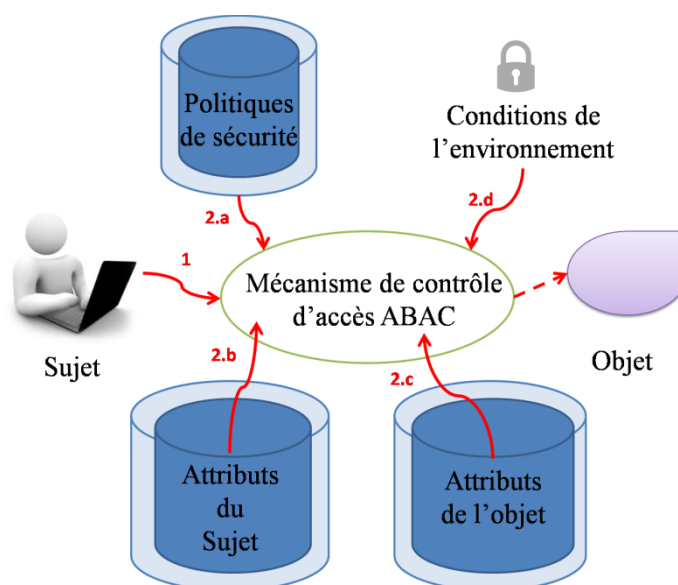 Politiques
de sécurité
Conditions de
l'environnement
2.a
2.d
1
Mécanisme de contrôle
d'accès ABAC
Sujet
Objet
2.b
2.c
Attributs
du
Sujet
Attributs
de l'objet